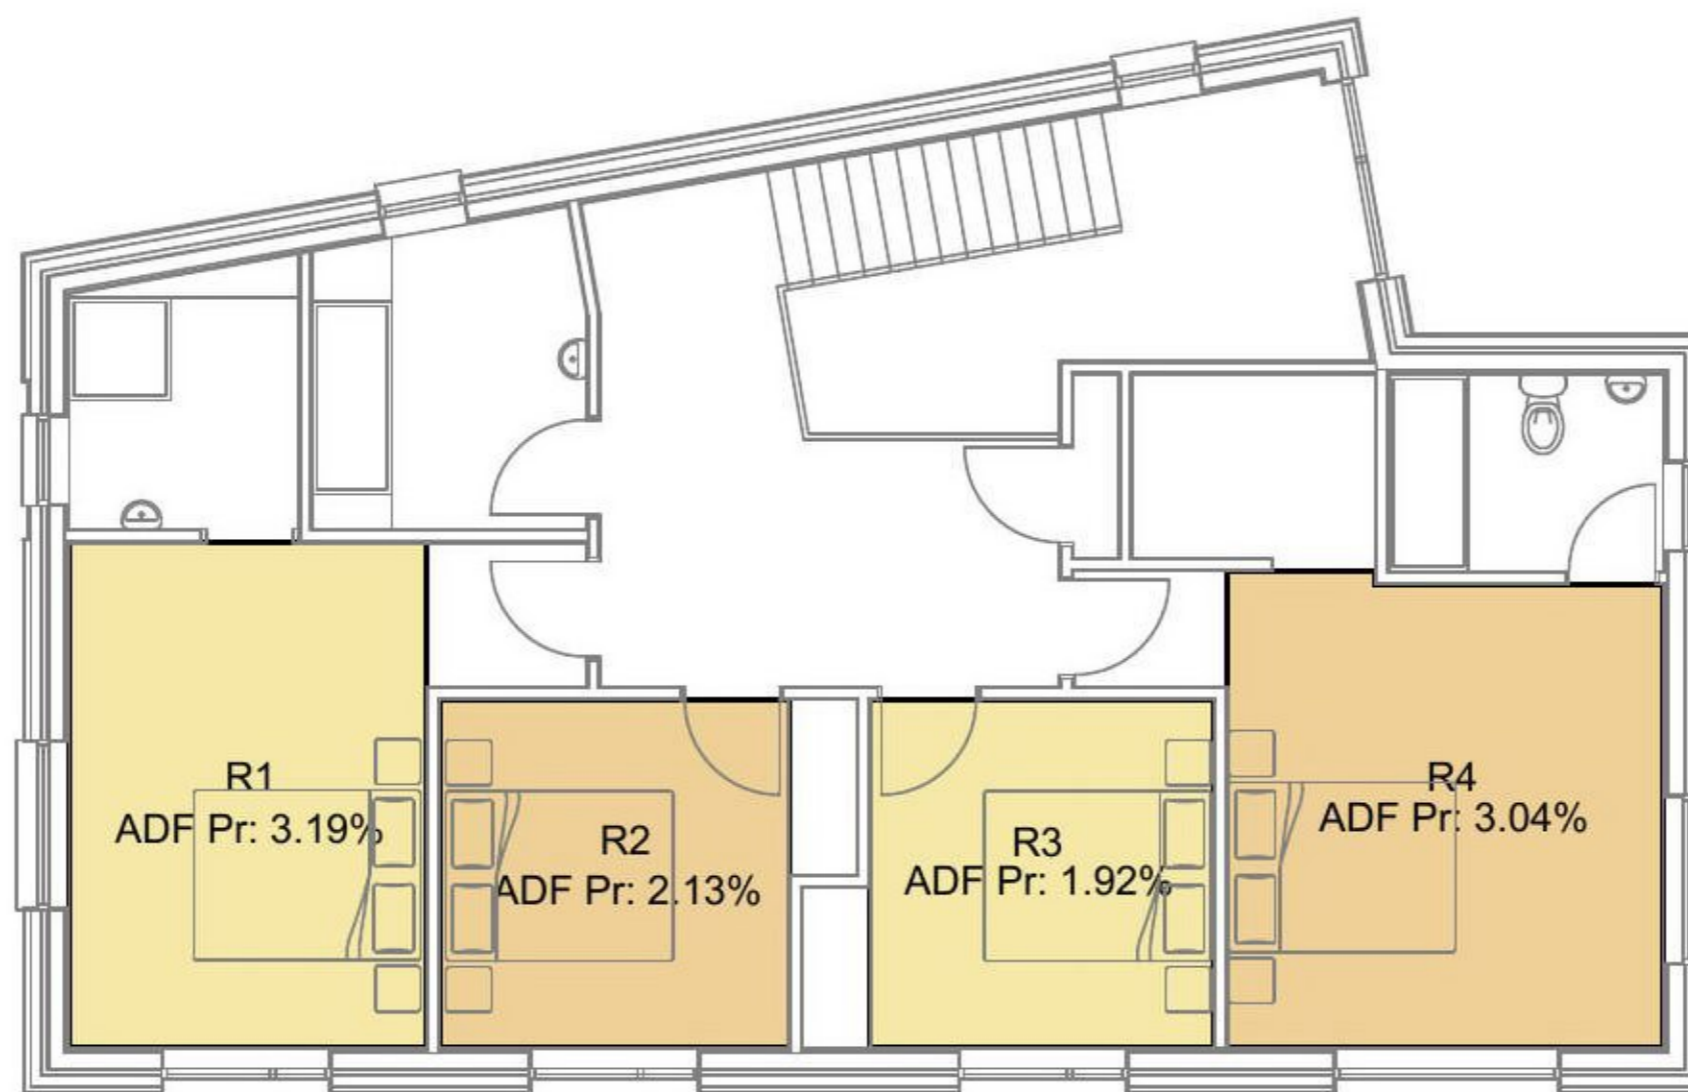 R1
ADF Pr: 3.19%
R2
ADF Pr: 2.13%
R3
ADF Pr: 1.92%
R4
ADF Pr: 3.04%